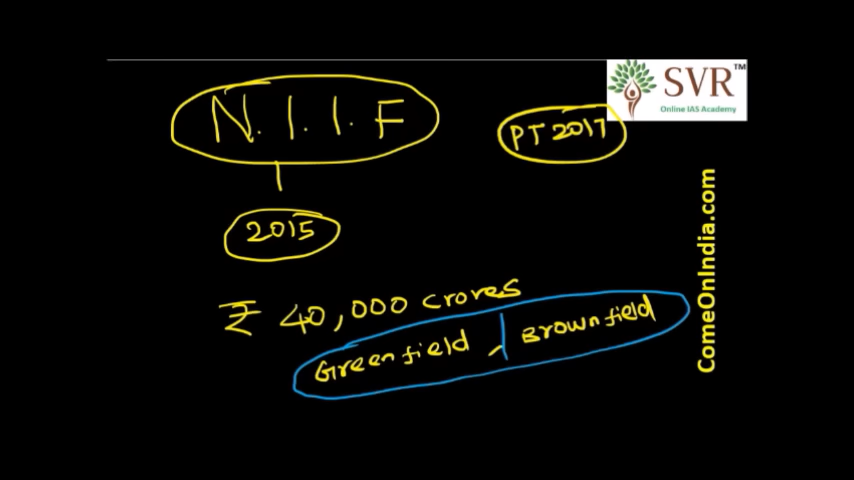 SVR™
Online IAS Academy
N.I.I.F
PT 2017
2015
₹ 40,000 crores
Greenfield, Brownfield
ComeOnIndia.com